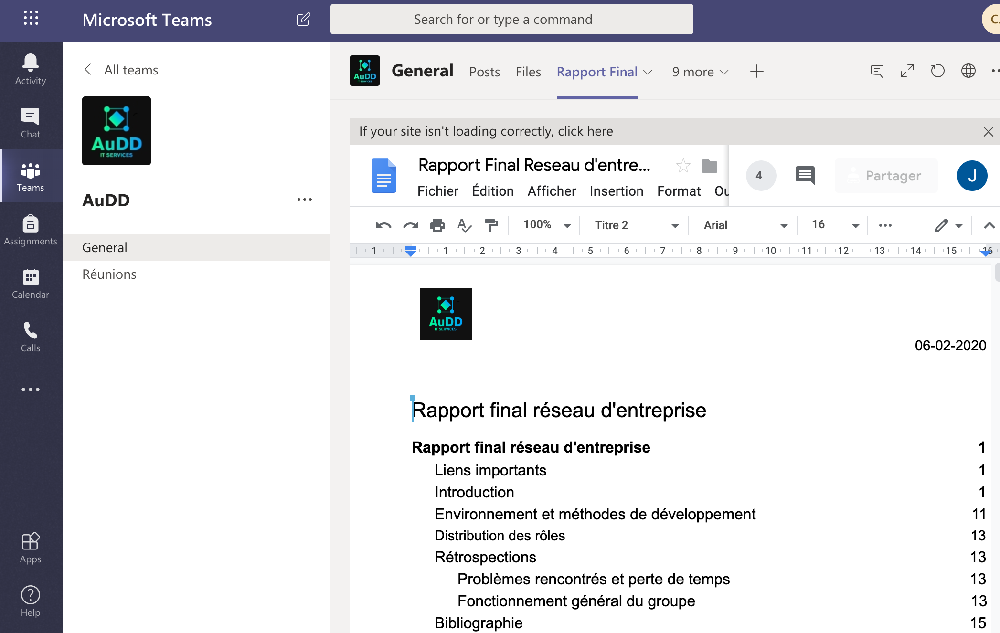 Microsoft Teams
Search for or type a command
Activity
Chat
Teams
Assignments
Calendar
Calls
Apps
Help
All teams
AuDD
IT SERVICES
AuDD
General
Réunions
AuDD
IT SERVICES
General Posts Files Rapport Final 9 more
If your site isn't loading correctly, click here
Rapport Final Reseau d'entre...
Fichier Édition Afficher Insertion Format
4
Partager
J
100% Titre 2 Arial 16
1 1 2 3 4 5 6 7 8 9 10 11 12 13 14 15 16
AuDD
IT SERVICES
06-02-2020
Rapport final réseau d'entreprise
Rapport final réseau d'entreprise 1
Liens importants 1
Introduction 1
Environnement et méthodes de développement 11
Distribution des rôles 13
Rétrospections 13
Problèmes rencontrés et perte de temps 13
Fonctionnement général du groupe 13
Bibliographie 15